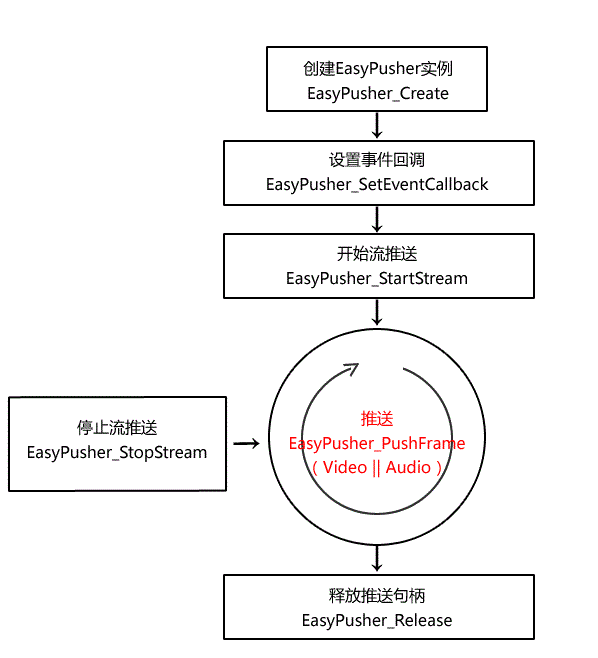 创建EasyPusher实例
EasyPusher_Create
设置事件回调
EasyPusher_SetEventCallback
开始流推送
EasyPusher_StartStream
停止流推送
EasyPusher_StopStream
推送
EasyPusher_PushFrame
（ Video || Audio ）
释放推送句柄
EasyPusher_Release